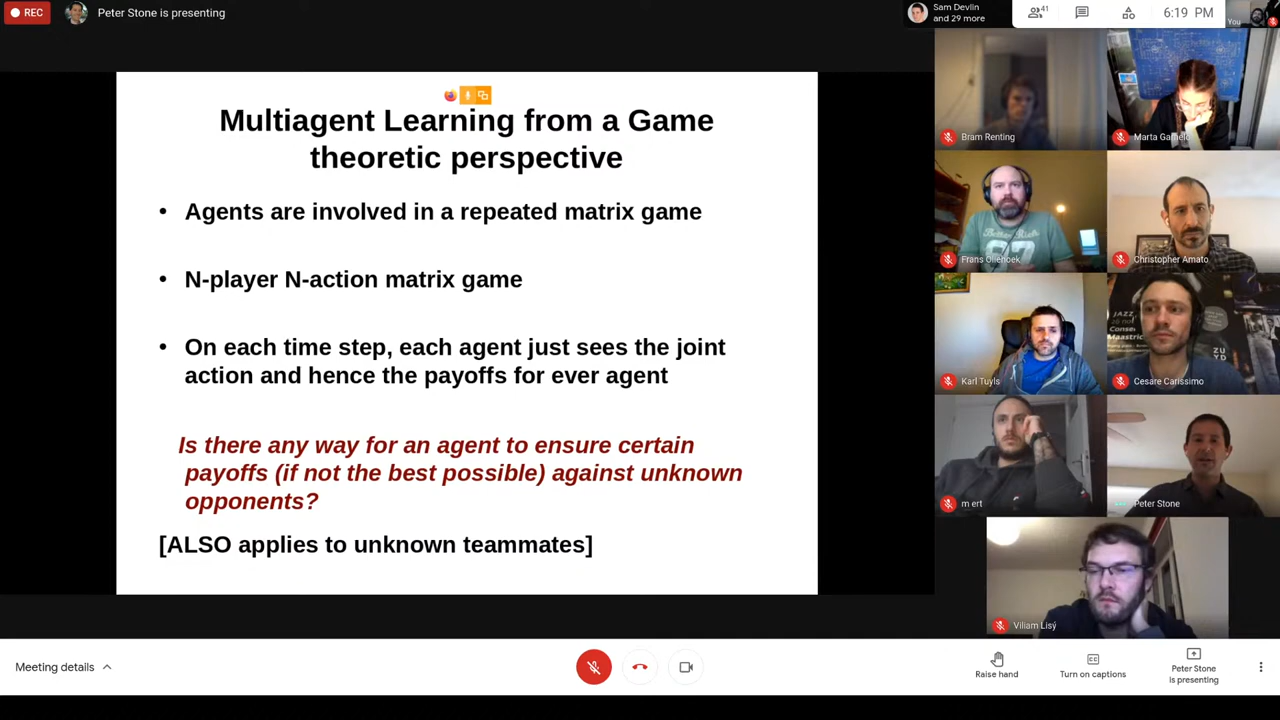 REC
Peter Stone is presenting
Sam Devlin
and 29 more
41
6:19 PM
You
Multiagent Learning from a Game
theoretic perspective
• Agents are involved in a repeated matrix game
• N-player N-action matrix game
• On each time step, each agent just sees the joint
action and hence the payoffs for ever agent
Is there any way for an agent to ensure certain
payoffs (if not the best possible) against unknown
opponents?
[ALSO applies to unknown teammates]
Bram Renting
Marta
Frans Oliehoek
Christopher Amato
JAZZ
Karl Tuyls
Cesare Carissimo
m ert
Peter Stone
Viliam Lisý
Meeting details
Raise hand
Turn on captions
Peter Stone
is presenting